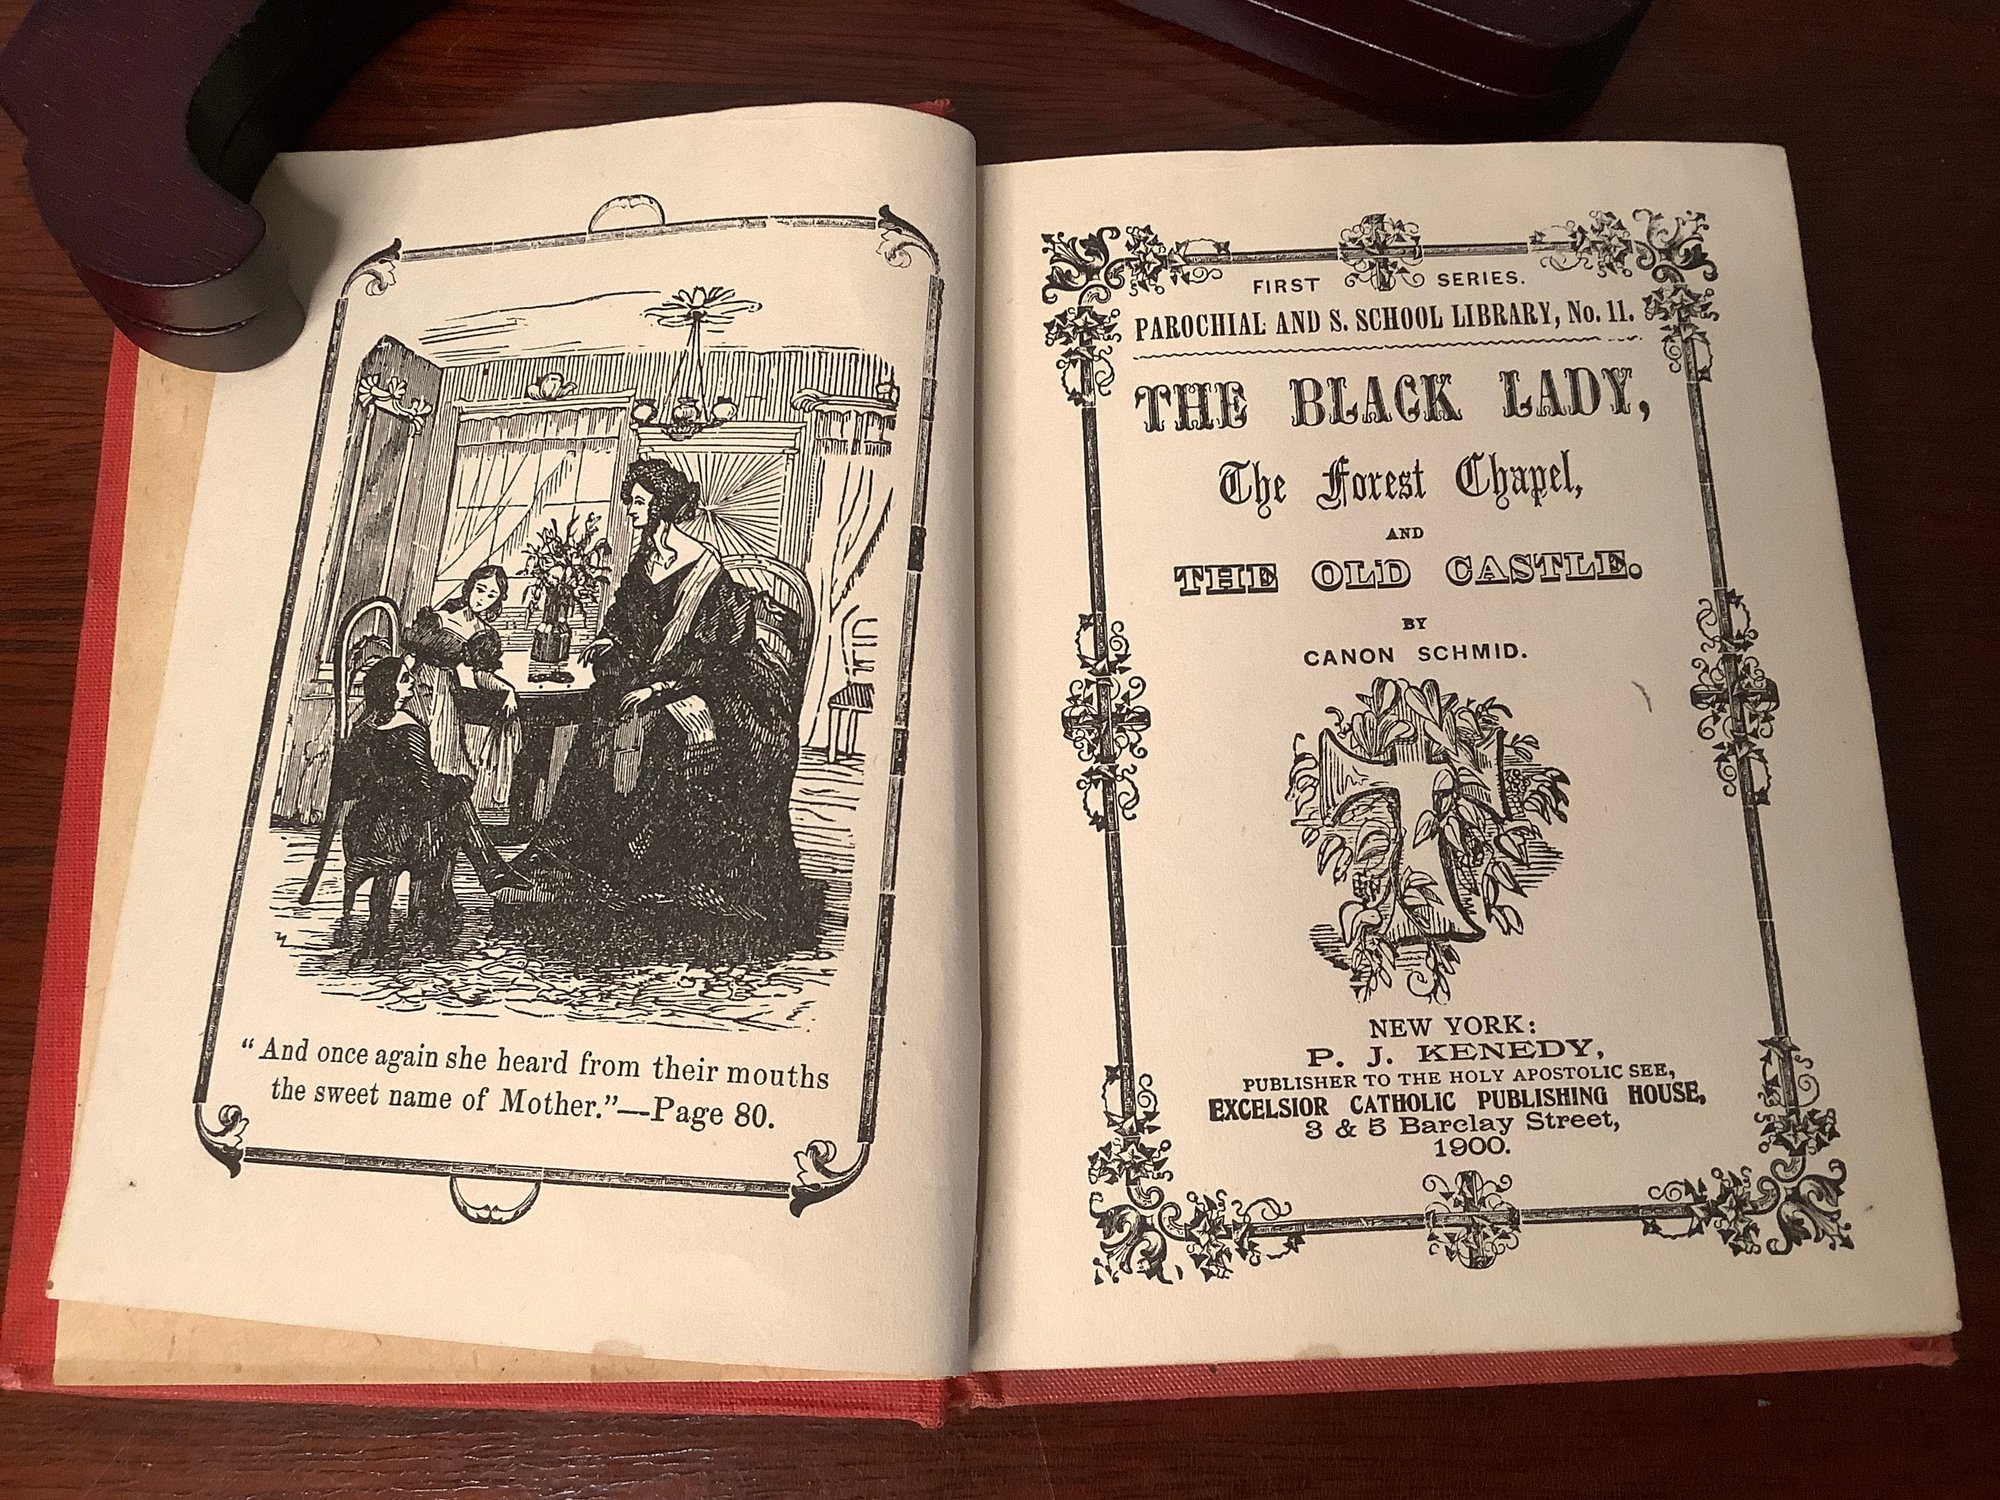 "And once again she heard from their mouths
the sweet name of Mother."—Page 80.
FIRST SERIES.
PAROCHIAL AND S. SCHOOL LIBRARY, No. 11.
THE BLACK LADY,
The Forest Chapel,
AND
THE OLD CASTLE.
BY
CANON SCHMID.
NEW YORK:
P. J. KENEDY,
PUBLISHER TO THE HOLY APOSTOLIC SEE,
EXCELSIOR CATHOLIC PUBLISHING HOUSE,
3 & 5 Barclay Street,
1900.